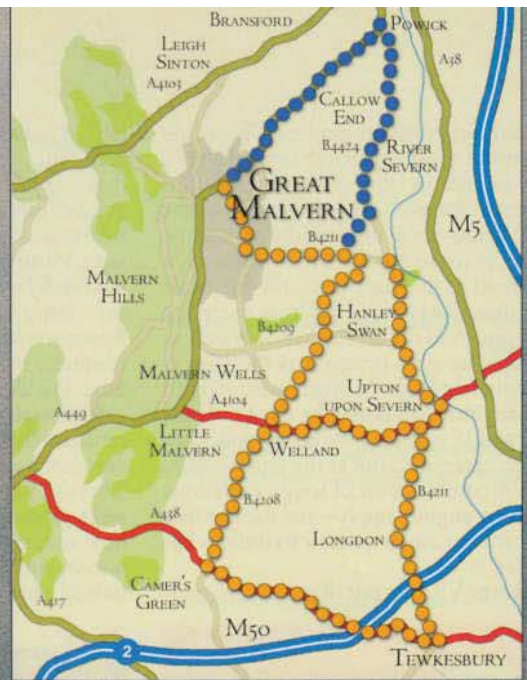 BRANSFORD
POWICK
LEIGH
SINTON
A4103
A38
CALLOW
END
B4424
RIVER
SEVERN
GREAT
MALVERN
B4211
M5
MALVERN
HILLS
HANLEY
SWAN
B4209
MALVERN WELLS
UPTON
UPON SEVERN
A4104
A449
LITTLE
MALVERN
WELLAND
B4208
B4211
A438
LONGDON
CAMER'S
GREEN
A417
M50
2
TEWKESBURY